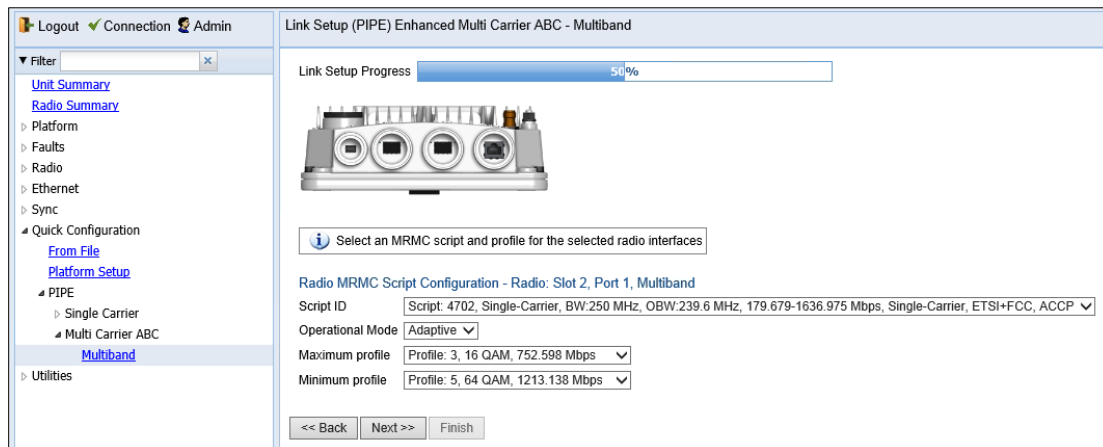 Logout Connection Admin
Filter
Unit Summary
Radio Summary
Platform
Faults
Radio
Ethernet
Sync
Quick Configuration
From File
Platform Setup
PIPE
Single Carrier
Multi Carrier ABC
Multiband
Utilities
Link Setup (PIPE) Enhanced Multi Carrier ABC - Multiband
Link Setup Progress 50%
Select an MRMC script and profile for the selected radio interfaces
Radio MRMC Script Configuration - Radio: Slot 2, Port 1, Multiband
Script ID Script: 4702, Single-Carrier, BW:250 MHz, OBW:239.6 MHz, 179.679-1636.975 Mbps, Single-Carrier, ETSI+FCC, ACCP
Operational Mode Adaptive
Maximum profile Profile: 3, 16 QAM, 752.598 Mbps
Minimum profile Profile: 5, 64 QAM, 1213.138 Mbps
<< Back Next >> Finish